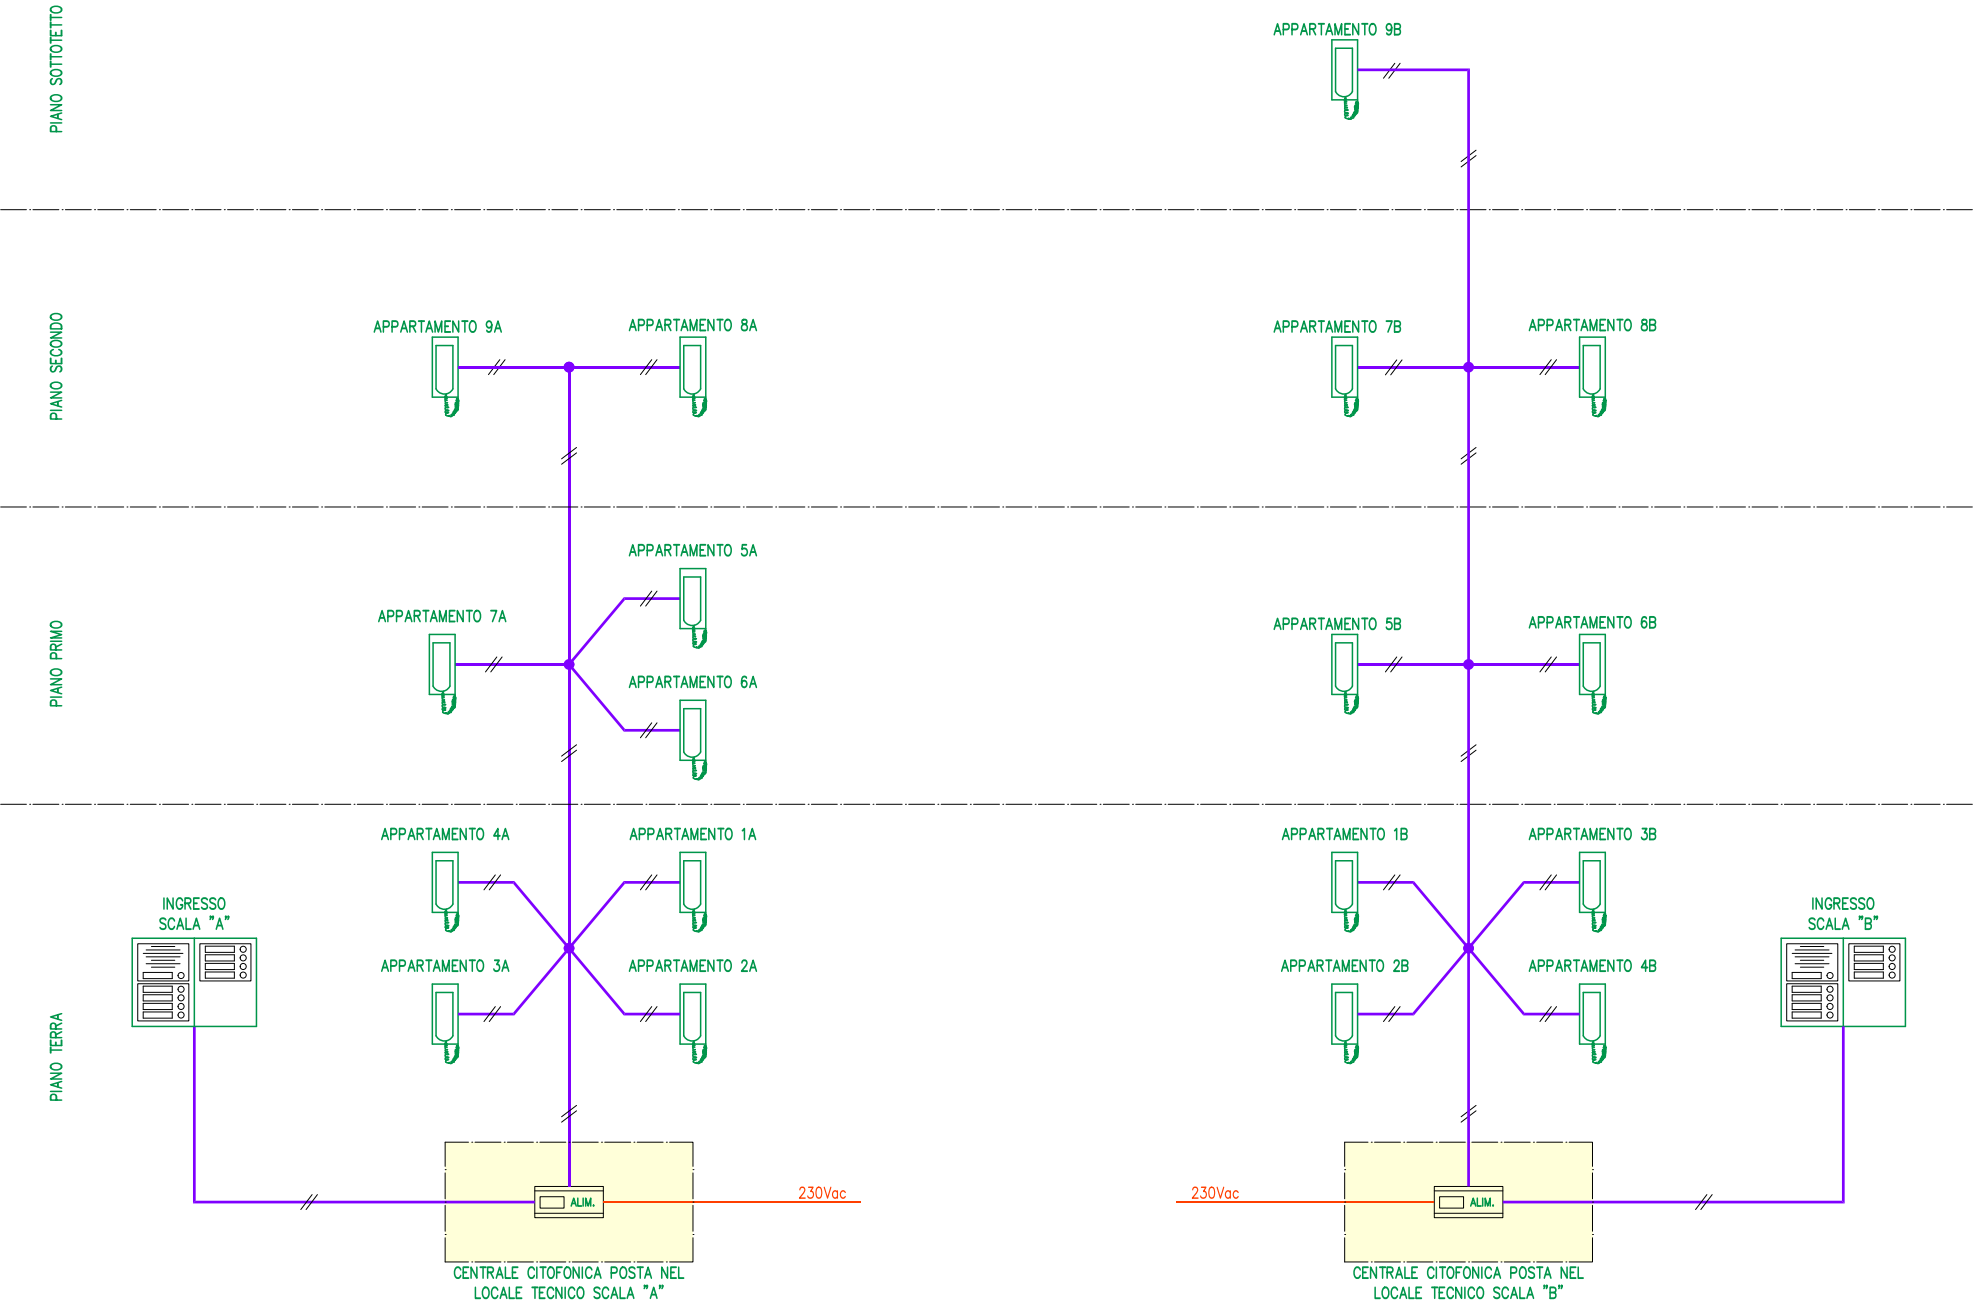 PIANO SOTTOTETTO
APPARTAMENTO 9B
PIANO SECONDO
APPARTAMENTO 9A
APPARTAMENTO 8A
APPARTAMENTO 7B
APPARTAMENTO 8B
PIANO PRIMO
APPARTAMENTO 5A
APPARTAMENTO 7A
APPARTAMENTO 6A
APPARTAMENTO 5B
APPARTAMENTO 6B
PIANO TERRA
APPARTAMENTO 4A
APPARTAMENTO 1A
APPARTAMENTO 1B
APPARTAMENTO 3B
INGRESSO
SCALA "A"
INGRESSO
SCALA "B"
APPARTAMENTO 3A
APPARTAMENTO 2A
APPARTAMENTO 2B
APPARTAMENTO 4B
ALIM.
230Vac
230Vac
ALIM.
CENTRALE CITOFONICA POSTA NEL
LOCALE TECNICO SCALA "A"
CENTRALE CITOFONICA POSTA NEL
LOCALE TECNICO SCALA "B"